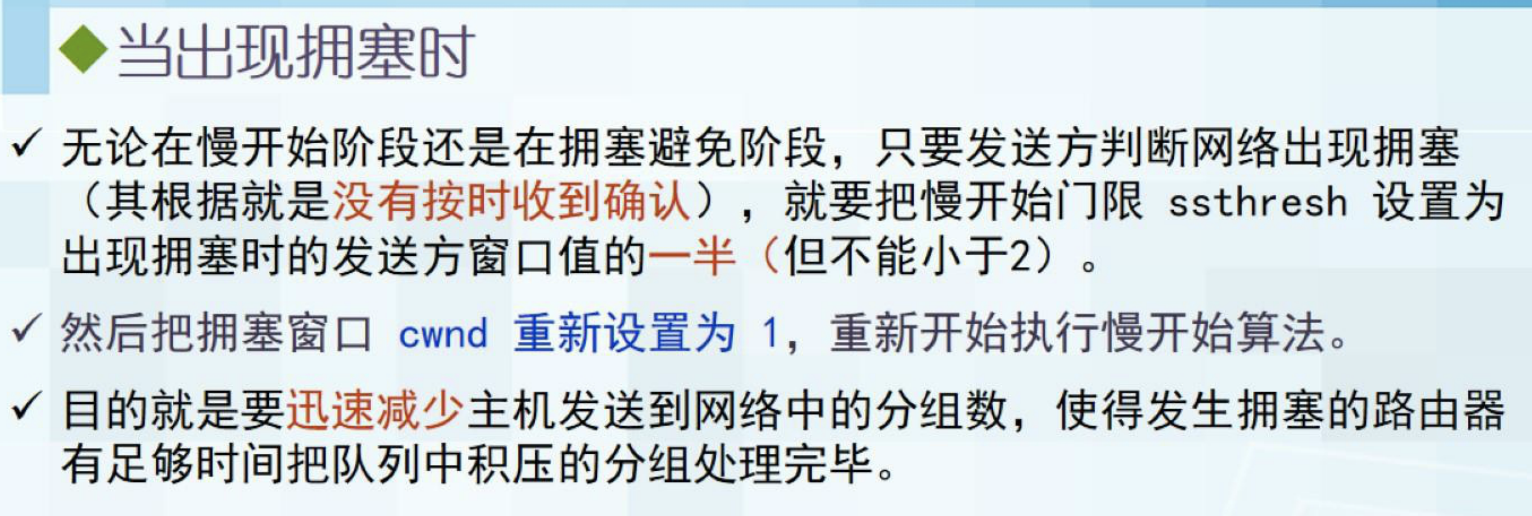 ◆当出现拥塞时
✓ 无论在慢开始阶段还是在拥塞避免阶段，只要发送方判断网络出现拥塞
（其根据就是没有按时收到确认），就要把慢开始门限 ssthresh 设置为
出现拥塞时的发送方窗口值的一半（但不能小于2）。
✓ 然后把拥塞窗口 cwnd 重新设置为 1，重新开始执行慢开始算法。
✓ 目的就是要迅速减少主机发送到网络中的分组数，使得发生拥塞的路由器
有足够时间把队列中积压的分组处理完毕。